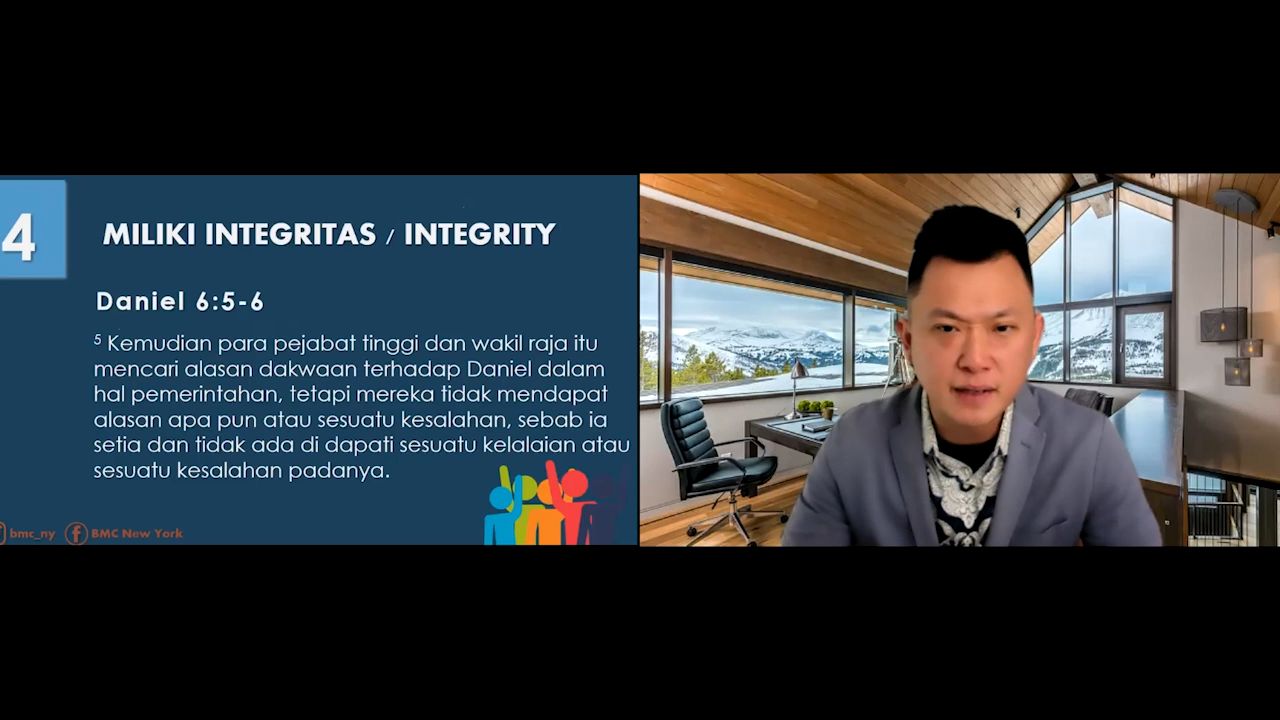 4
MILIKI INTEGRITAS / INTEGRITY
Daniel 6:5-6
5 Kemudian para pejabat tinggi dan wakil raja itu
mencari alasan dakwaan terhadap Daniel dalam
hal pemerintahan, tetapi mereka tidak mendapat
alasan apa pun atau sesuatu kesalahan, sebab ia
setia dan tidak ada di dapati sesuatu kelalaian atau
sesuatu kesalahan padanya.
bmc_ny f BMC New York